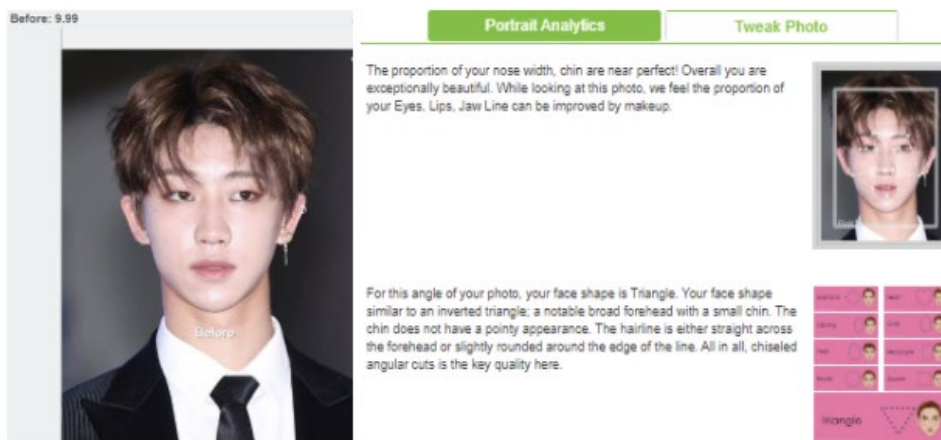 Before: 9.99
Portrait Analytics
Tweak Photo
The proportion of your nose width, chin are near perfect! Overall you are
exceptionally beautiful. While looking at this photo, we feel the proportion of
your Eyes, Lips, Jaw Line can be improved by makeup.
For this angle of your photo, your face shape is Triangle. Your face shape
similar to an inverted triangle; a notable broad forehead with a small chin. The
chin does not have a pointy appearance. The hairline is either straight across
the forehead or slightly rounded around the edge of the line. All in all, chiseled
angular cuts is the key quality here.
Before
Triangle